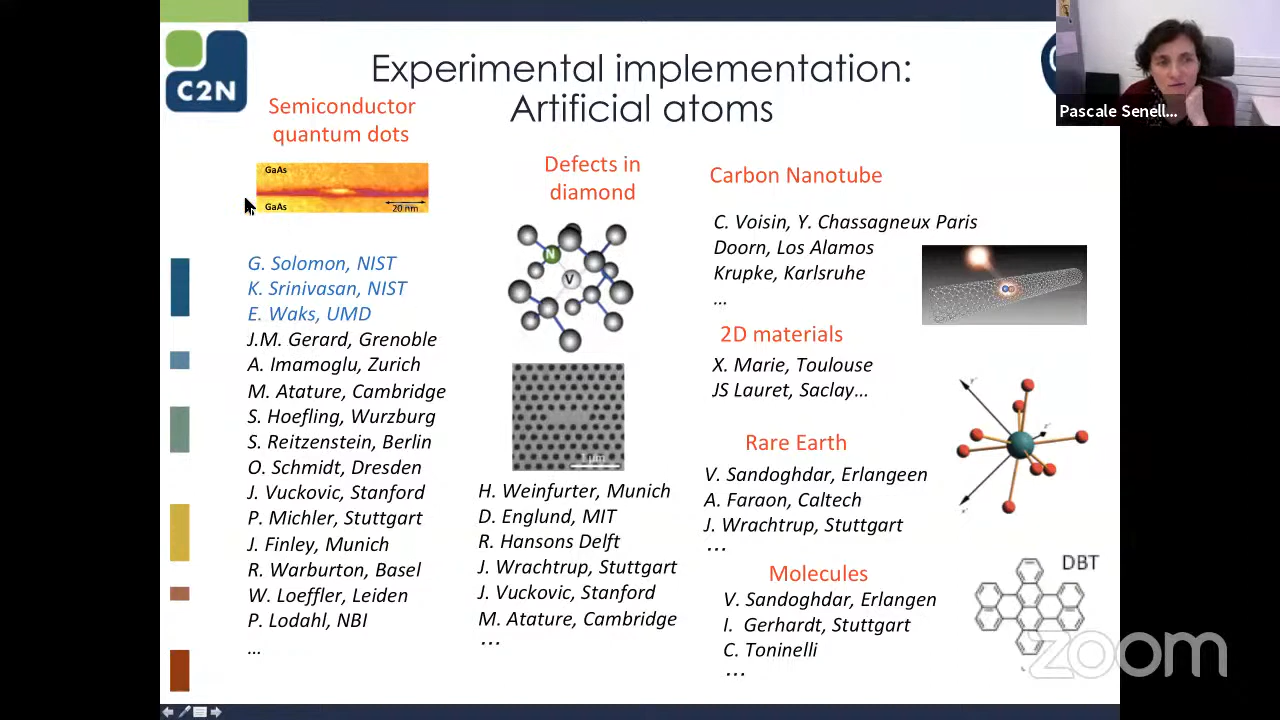 C2N
Experimental implementation:
Artificial atoms
Pascale Senell...
Semiconductor
quantum dots
GaAs
GaAs
20 nm
G. Solomon, NIST
K. Srinivasan, NIST
E. Waks, UMD
J.M. Gerard, Grenoble
A. Imamoglu, Zurich
M. Atature, Cambridge
S. Hoefling, Wurzburg
S. Reitzenstein, Berlin
O. Schmidt, Dresden
J. Vuckovic, Stanford
P. Michler, Stuttgart
J. Finley, Munich
R. Warburton, Basel
W. Loeffler, Leiden
P. Lodahl, NBI
...
Defects in
diamond
N
V
1 µm
H. Weinfurter, Munich
D. Englund, MIT
R. Hansons Delft
J. Wrachtrup, Stuttgart
J. Vuckovic, Stanford
M. Atature, Cambridge
...
Carbon Nanotube
C. Voisin, Y. Chassagneux Paris
Doorn, Los Alamos
Krupke, Karlsruhe
...
2D materials
X. Marie, Toulouse
JS Lauret, Saclay...
Rare Earth
V. Sandoghdar, Erlangeen
A. Faraon, Caltech
J. Wrachtrup, Stuttgart
...
Molecules
V. Sandoghdar, Erlangen
I. Gerhardt, Stuttgart
C. Toninelli
...
DBT
zoom